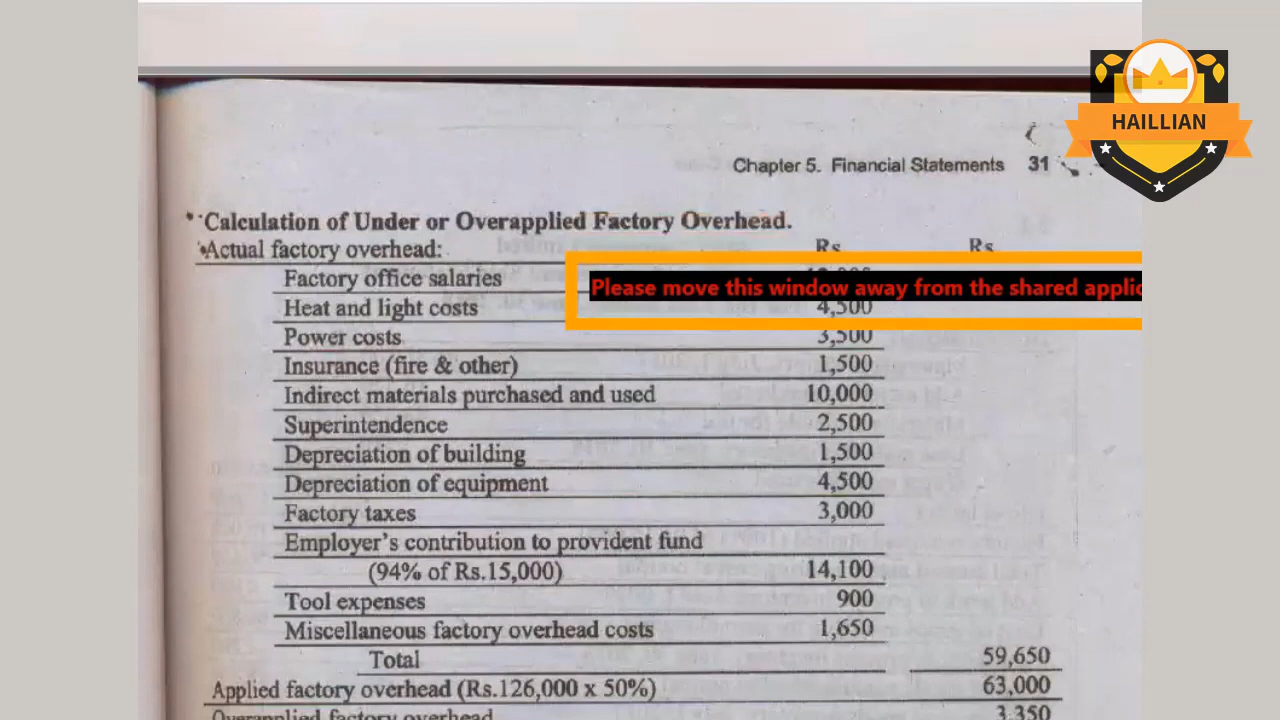 HAILLIAN
Chapter 5. Financial Statements 31
Calculation of Under or Overapplied Factory Overhead.
Actual factory overhead: Rs Rs
Factory office salaries
Please move this window away from the shared applic
Heat and light costs 4,500
Power costs 3,500
Insurance (fire & other) 1,500
Indirect materials purchased and used 10,000
Superintendence 2,500
Depreciation of building 1,500
Depreciation of equipment 4,500
Factory taxes 3,000
Employer's contribution to provident fund
(94% of Rs.15,000) 14,100
Tool expenses 900
Miscellaneous factory overhead costs 1,650
Total 59,650
Applied factory overhead (Rs.126,000 x 50%) 63,000
Overapplied factory overhead 3,350